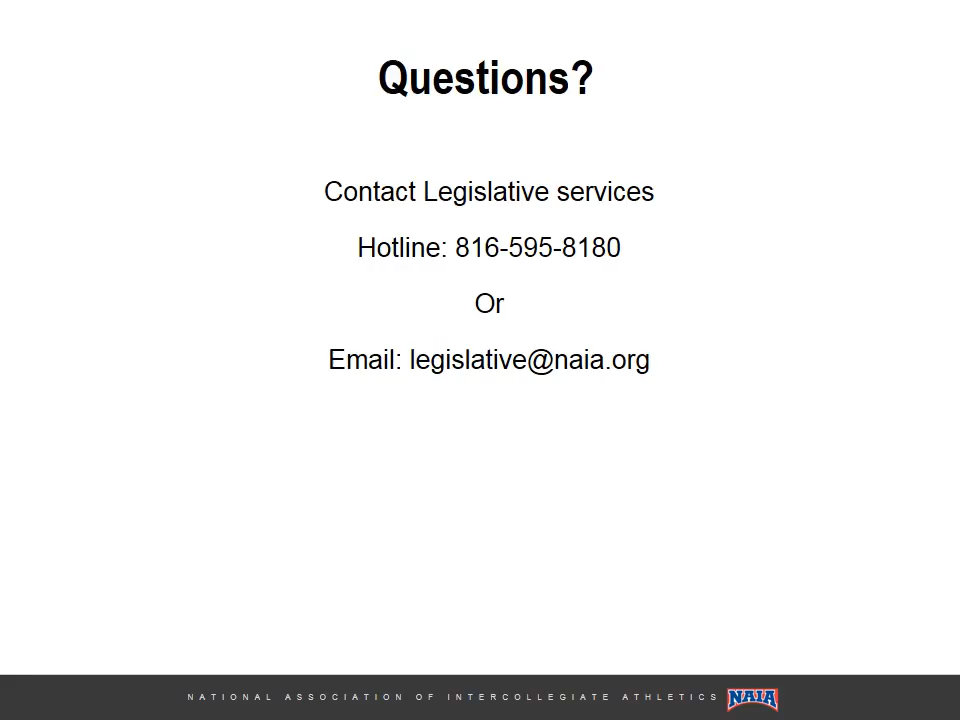 Questions?
Contact Legislative services
Hotline: 816-595-8180
Or
Email: legislative@naia.org
NATIONAL ASSOCIATION OF INTERCOLLEGIATE ATHLETICS NAIA